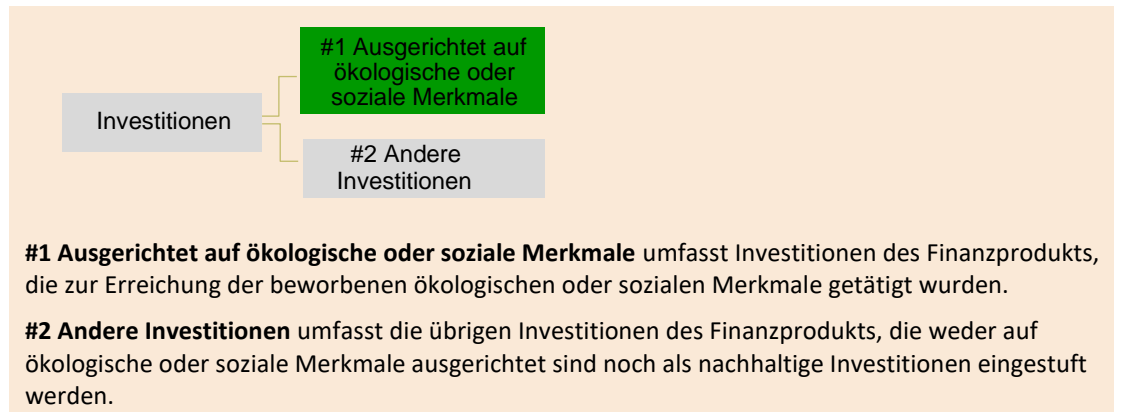 #1 Ausgerichtet auf
ökologische oder
soziale Merkmale
Investitionen
#2 Andere
Investitionen
#1 Ausgerichtet auf ökologische oder soziale Merkmale umfasst Investitionen des Finanzprodukts,
die zur Erreichung der beworbenen ökologischen oder sozialen Merkmale getätigt wurden.
#2 Andere Investitionen umfasst die übrigen Investitionen des Finanzprodukts, die weder auf
ökologische oder soziale Merkmale ausgerichtet sind noch als nachhaltige Investitionen eingestuft
werden.